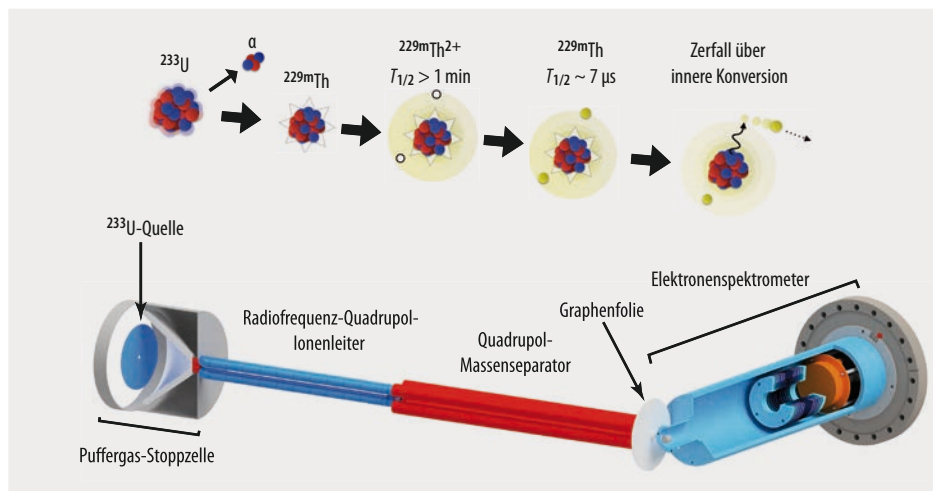 ²³³U
α
²²⁹ᵐTh
²²⁹ᵐTh²⁺
T₁/₂ > 1 min
²²⁹ᵐTh
T₁/₂ ~ 7 µs
Zerfall über
innere Konversion
²³³U-Quelle
Elektronenspektrometer
Graphenfolie
Radiofrequenz-Quadrupol-
Ionenleiter
Quadrupol-
Massenseparator
Puffergas-Stoppzelle